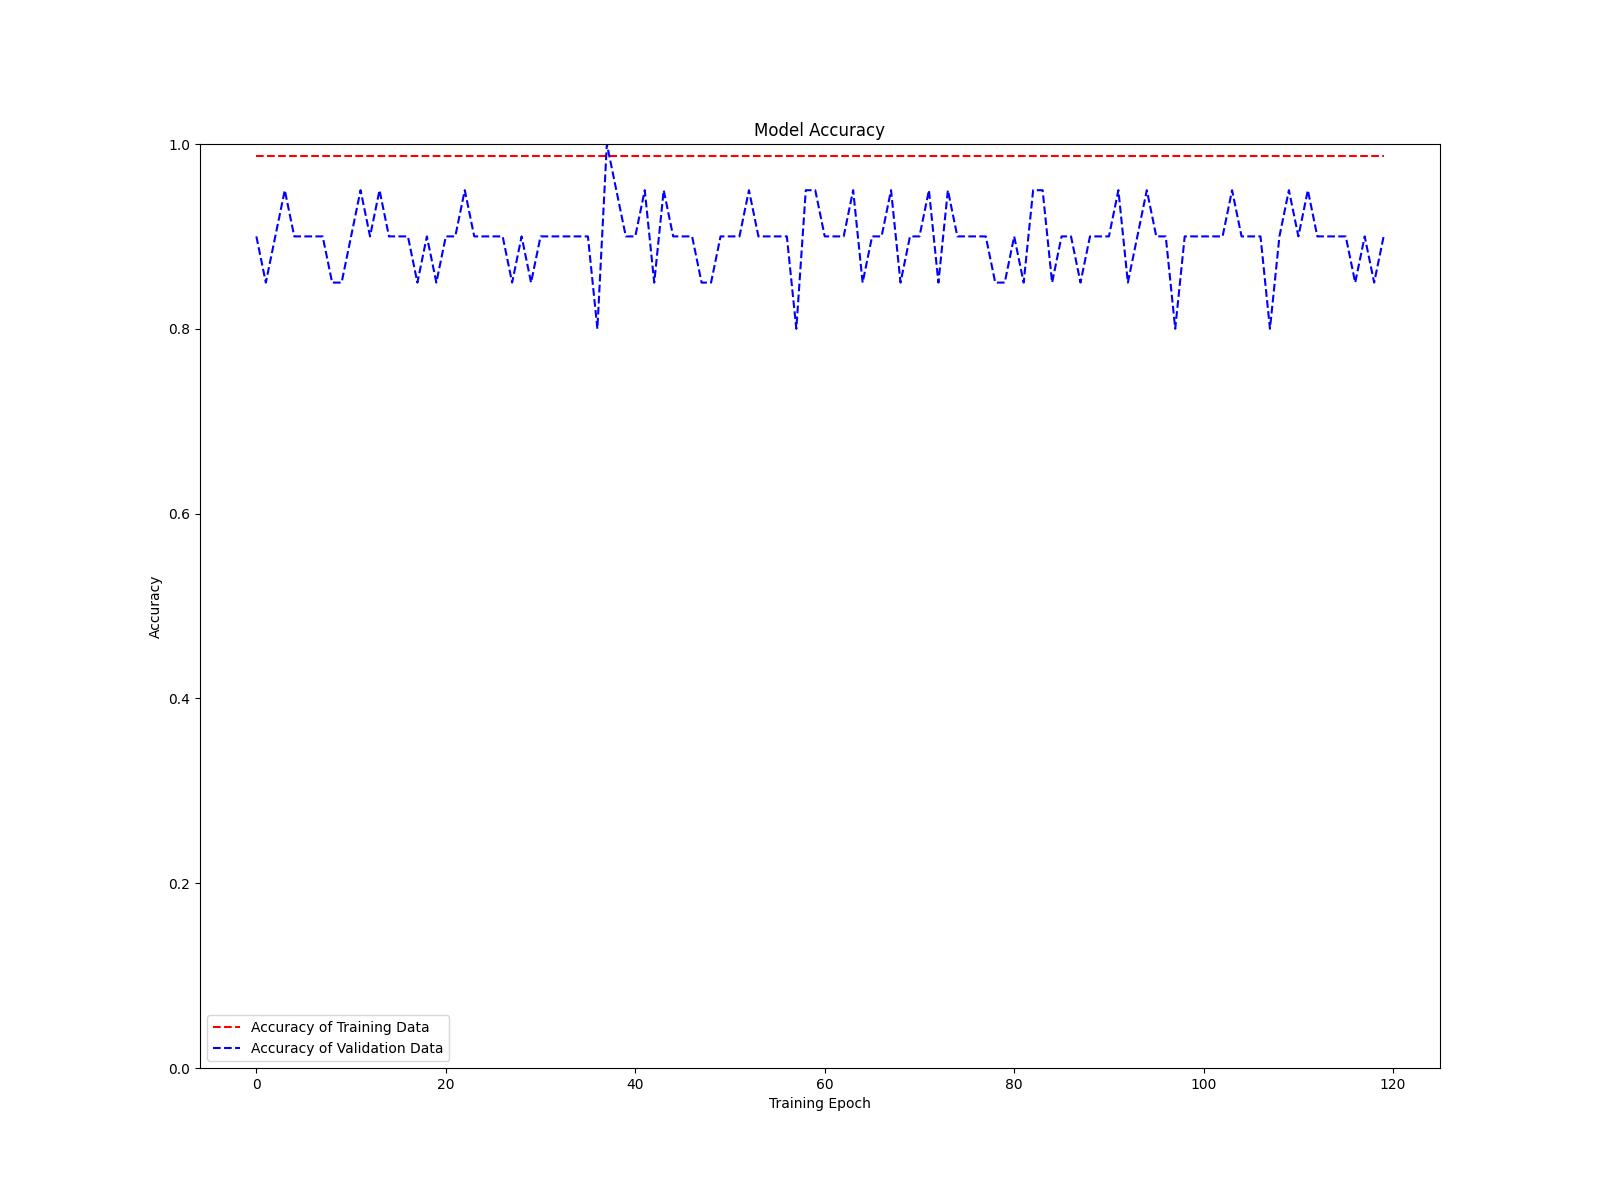 Model Accuracy
1.0
0.8
0.6
0.4
0.2
0.0
Accuracy
Accuracy of Training Data
Accuracy of Validation Data
0 20 40 60 80 100 120
Training Epoch